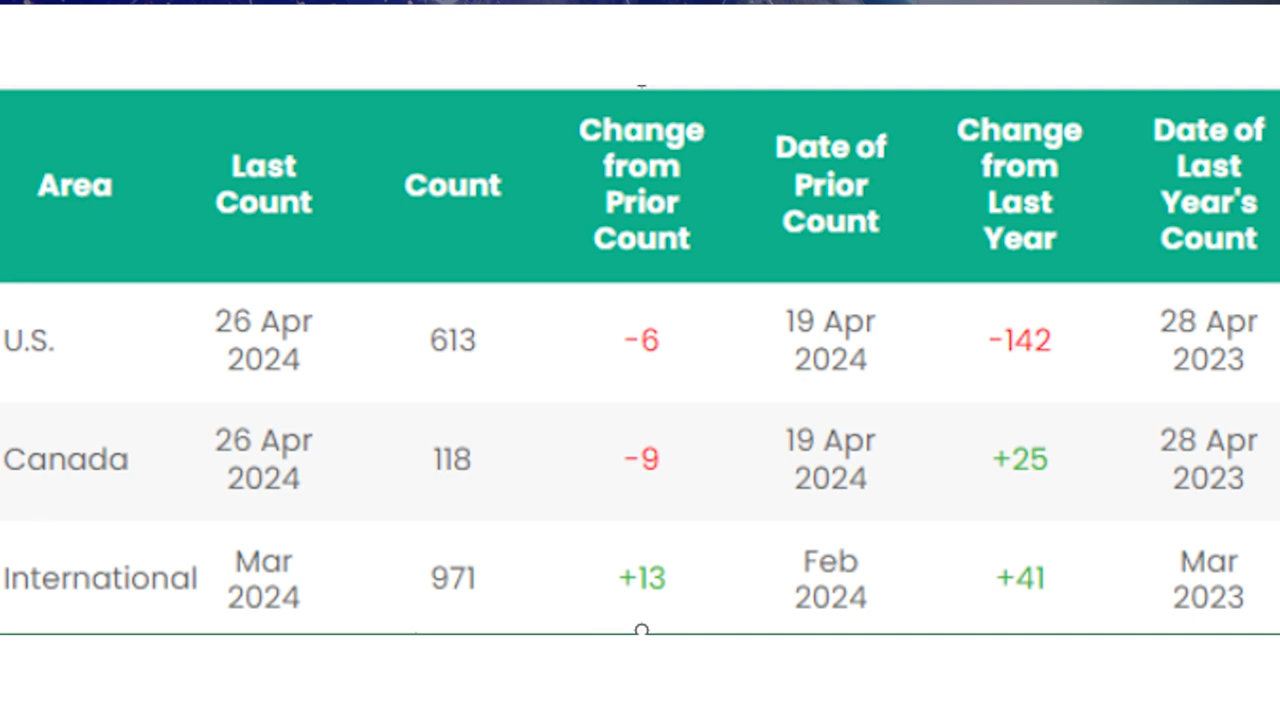 Area Last Count Count Change from Prior Count Date of Prior Count Change from Last Year Date of Last Year's Count
U.S. 26 Apr 2024 613 -6 19 Apr 2024 -142 28 Apr 2023
Canada 26 Apr 2024 118 -9 19 Apr 2024 +25 28 Apr 2023
International Mar 2024 971 +13 Feb 2024 +41 Mar 2023